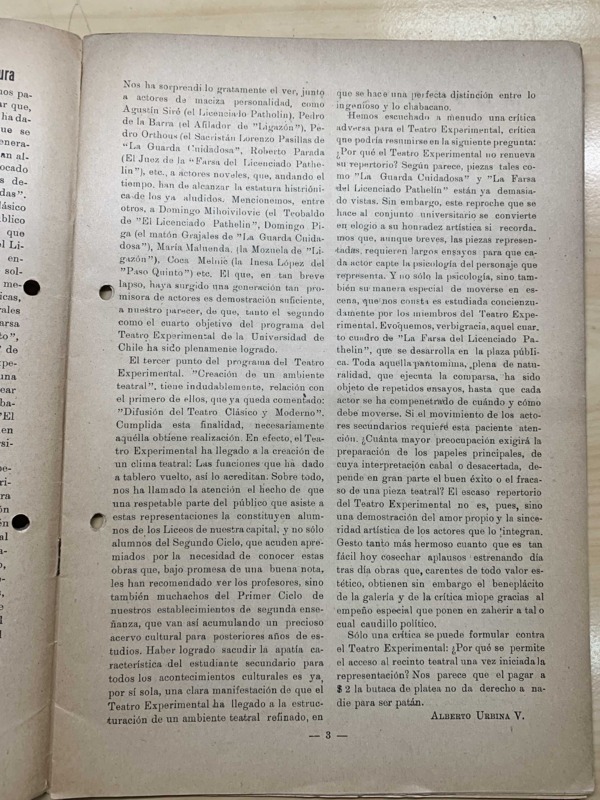 ura
Nos ha sorprendi lo gratamente el ver, junto
a actores de maciza personalidad, como
Agustín Siré (el Licenciado Patholin), Pedro
de la Barra (el Afilador de "Ligazón"), Pe-
dro Orthous (el Sacristán Lorenzo Pasillas de
"La Guarda Cuidadosa", Roberto Parada
(El Juez de la "Farsa del Licenciado Pathe-
lin"), etc., a actores noveles, que, andando el
tiempo, han de alcanzar la estatura histrióni-
ca de los ya aludidos. Mencionemos, entre
otros, a Domingo Mihoivilovic (el Teobaldo
de "El Licenciado Pathelin", Domingo Pi-
ga (el matón Grajales de "La Guarda Cuida-
dosa"), María Maluenda, (la Mozuela de "Li-
gazón"), Coca Melnic (la Inesa López del
"Paso Quinto") etc. El que, en tan breve
lapso, haya surgido una generación tan pro-
misora de actores es demostración suficiente,
a nuestro parecer, de que, tanto el segundo
como el cuarto objetivo del programa del
Teatro Experimental de la Universidad de
Chile ha sido plenamente logrado.
El tercer punto del programa del Teatro
Experimental. "Creación de un ambiente
teatral", tiene indudablemente, relación con
el primero de ellos, que ya queda comentado:
"Difusión del Teatro Clásico y Moderno".
Cumplida esta finalidad, necesariamente
aquélla obtiene realización. En efecto, el Tea-
tro Experimental ha llegado a la creación de
un clima teatral: Las funciones que ha dado
a tablero vuelto, así lo acreditan. Sobre todo,
nos ha llamado la atención el hecho de que
una respetable parte del público que asiste a
estas representaciones la constituyen alum-
nos de los Liceos de nuestra capital, y no sólo
alumnos del Segundo Ciclo, que acuden apre-
miados por la necesidad de conocer estas
obras que, bajo promesa de una buena nota,
les han recomendado ver los profesores, sino
también muchachos del Primer Ciclo de
nuestros establecimientos de segunda ense-
ñanza, que van así acumulando un precioso
acervo cultural para posteriores años de es-
tudios. Haber logrado sacudir la apatía ca-
racterística del estudiante secundario para
todos los acontecimientos culturales es ya,
por sí sola, una clara manifestación de que el
Teatro Experimental ha llegado a la estruc-
turación de un ambiente teatral refinado, en
que se hace una perfecta distinción entre lo
ingenioso y lo chabacano.
Hemos escuchado a menudo una crítica
adversa para el Teatro Experimental, crítica
que podría resumirse en la siguiente pregunta:
¿Por qué el Teatro Experimental no renueva
su repertorio? Según parece, piezas tales co-
mo "La Guarda Cuidadosa" y "La Farsa
del Licenciado Pathelin" están ya demasia-
do vistas. Sin embargo, este reproche que se
hace al conjunto universitario se convierte
en elogio a su honradez artística si recorda.
mos que, aunque breves, las piezas represen-
tadas, requieren largos ensayos para que ca-
da actor capte la psicología del personaje que
representa. Y no sólo la psicología, sino tam-
bién su manera especial de moverse en es-
cena, que nos consta es estudiada concienzu-
damente por los miembros del Teatro Expe-
rimental. Evoquemos, verbigracia, aquel cuar.
to cuadro de "La Farsa del Licenciado Pa-
thelin", que se desarrolla en la plaza públi-
ca. Toda aquella pantomima, plena de natu-
ralidad, que ejecuta la comparsa, ha sido
objeto de repetidos ensayos, hasta que cada
actor se ha compenetrado de cuándo y cómo
debe moverse. Si el movimiento de los acto-
res secundarios requiere esta paciente aten-
ción. ¿Cuánta mayor preocupación exigirá la
preparación de los papeles principales, de
cuya interpretación cabal o desacertada, de-
pende en gran parte el buen éxito o el fraca-
so de una pieza teatral? El escaso repertorio
del Teatro Experimental no es, pues, sino
una demostración del amor propio y la since-
ridad artística de los actores que lo integran.
Gesto tanto más hermoso cuanto que es tan
fácil hoy cosechar aplausos estrenando día
tras día obras que, carentes de todo valor es-
tético, obtienen sin embargo el beneplácito
de la galería y de la crítica miope gracias al
empeño especial que ponen en zaherir a tal o
cual caudillo político.
Sólo una crítica se puede formular contra
el Teatro Experimental: ¿Por qué se permite
el acceso al recinto teatral una vez iniciada la
representación? Nos parece que el pagar a
$ 2 la butaca de platea no da derecho a na-
die para ser patán.
Alberto Urbina V.
— 3 —